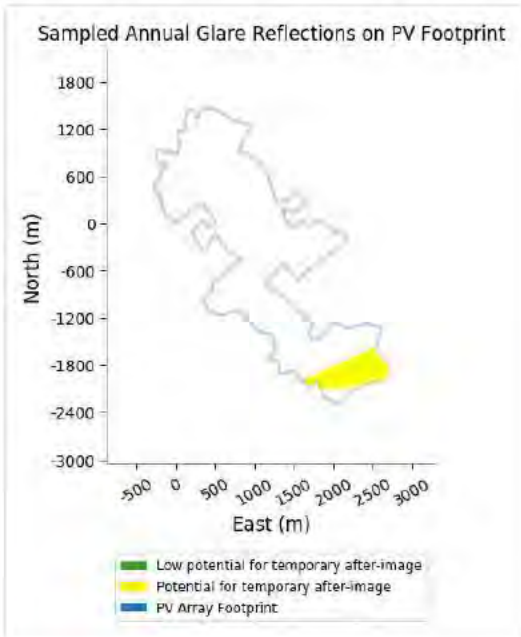 Sampled Annual Glare Reflections on PV Footprint
1800
1200
600
0
-600
-1200
-1800
-2400
-3000
North (m)
-500
0
500
1000
1500
2000
2500
3000
East (m)
Low potential for temporary after-image
Potential for temporary after-image
PV Array Footprint